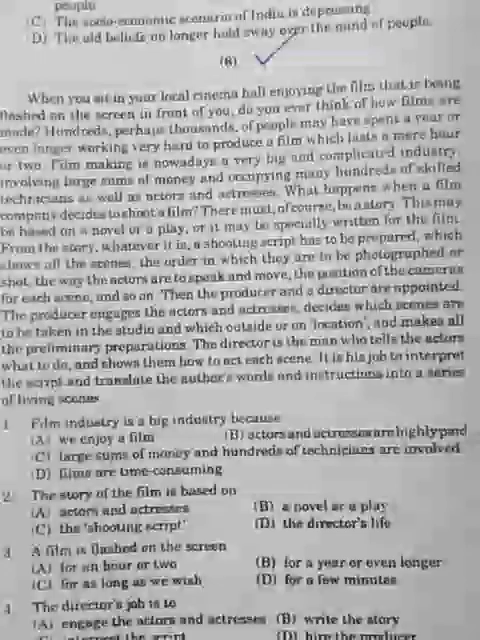 people
(C) The socio-economic scenario of India is depressing
D) The old beliefs no longer hold sway over the mind of people.
(6)
When you sit in your local cinema hall enjoying the film that is being
flashed on the screen in front of you, do you ever think of how films are
made? Hundreds, perhaps thousands, of people may have spent a year or
even longer working very hard to produce a film which lasts a mere hour
or two. Film making is nowadays a very big and complicated industry,
involving large sums of money and occupying many hundreds of skilled
technicians as well as actors and actresses. What happens when a film
company decides to shoot a film? There must, of course, be a story. This may
be based on a novel or a play, or it may be specially written for the film.
From the story, whatever it is, a shooting script has to be prepared, which
shows all the scenes, the order in which they are to be photographed or
shot, the way the actors are to speak and move, the position of the cameras
for each scene, and so on. Then the producer and a director are appointed.
The producer engages the actors and actresses, decides which scenes are
to be taken in the studio and which outside or on 'location', and makes all
the preliminary preparations. The director is the man who tells the actors
what to do, and shows them how to act each scene. It is his job to interpret
the script and translate the author's words and instructions into a series
of living scenes
1. Film industry is a big industry because
(A) we enjoy a film (B) actors and actresses are highly paid
(C) large sums of money and hundreds of technicians are involved
(D) films are time-consuming
2. The story of the film is based on
(A) actors and actresses (B) a novel or a play
(C) the 'shooting script' (D) the director's life
3 A film is flashed on the screen
(A) for an hour or two (B) for a year or even longer
(C) for as long as we wish (D) for a few minutes
4 The director's job is to
(A) engage the actors and actresses (B) write the story
interpret the script (D) hire the producer